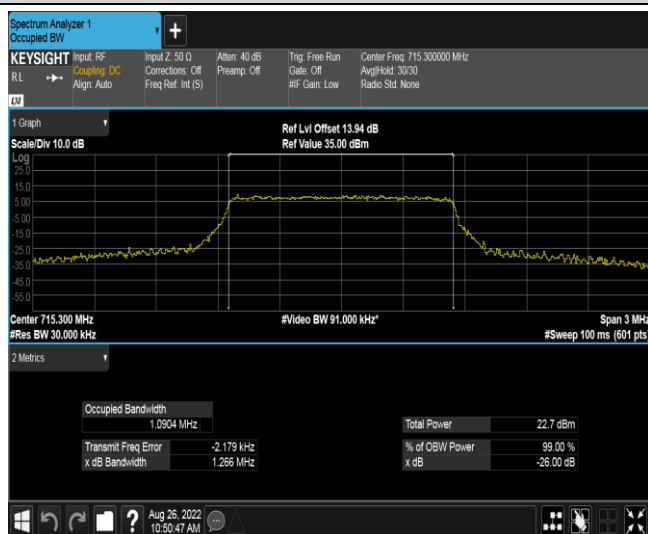 Spectrum Analyzer 1
Occupied BW
+
KEYSIGHT
RL
LXI
Input: RF
Coupling: DC
Align: Auto
Input Z: 50 Ω
Corrections: Off
Freq Ref: Int (S)
Atten: 40 dB
Preamp: Off
Trig: Free Run
Gate: Off
#IF Gain: Low
Center Freq: 715.300000 MHz
Avg|Hold: 30/30
Radio Std: None
1 Graph
Scale/Div 10.0 dB
Ref Lvl Offset 13.94 dB
Ref Value 35.00 dBm
Log
25.0
15.0
5.00
-5.00
-15.0
-25.0
-35.0
-45.0
-55.0
Center 715.300 MHz
#Res BW 30.000 kHz
#Video BW 91.000 kHz*
Span 3 MHz
#Sweep 100 ms (601 pts)
2 Metrics
Occupied Bandwidth
1.0904 MHz
Transmit Freq Error -2.179 kHz
x dB Bandwidth 1.266 MHz
Total Power 22.7 dBm
% of OBW Power 99.00 %
x dB -26.00 dB
?
Aug 26, 2022
10:50:47 AM